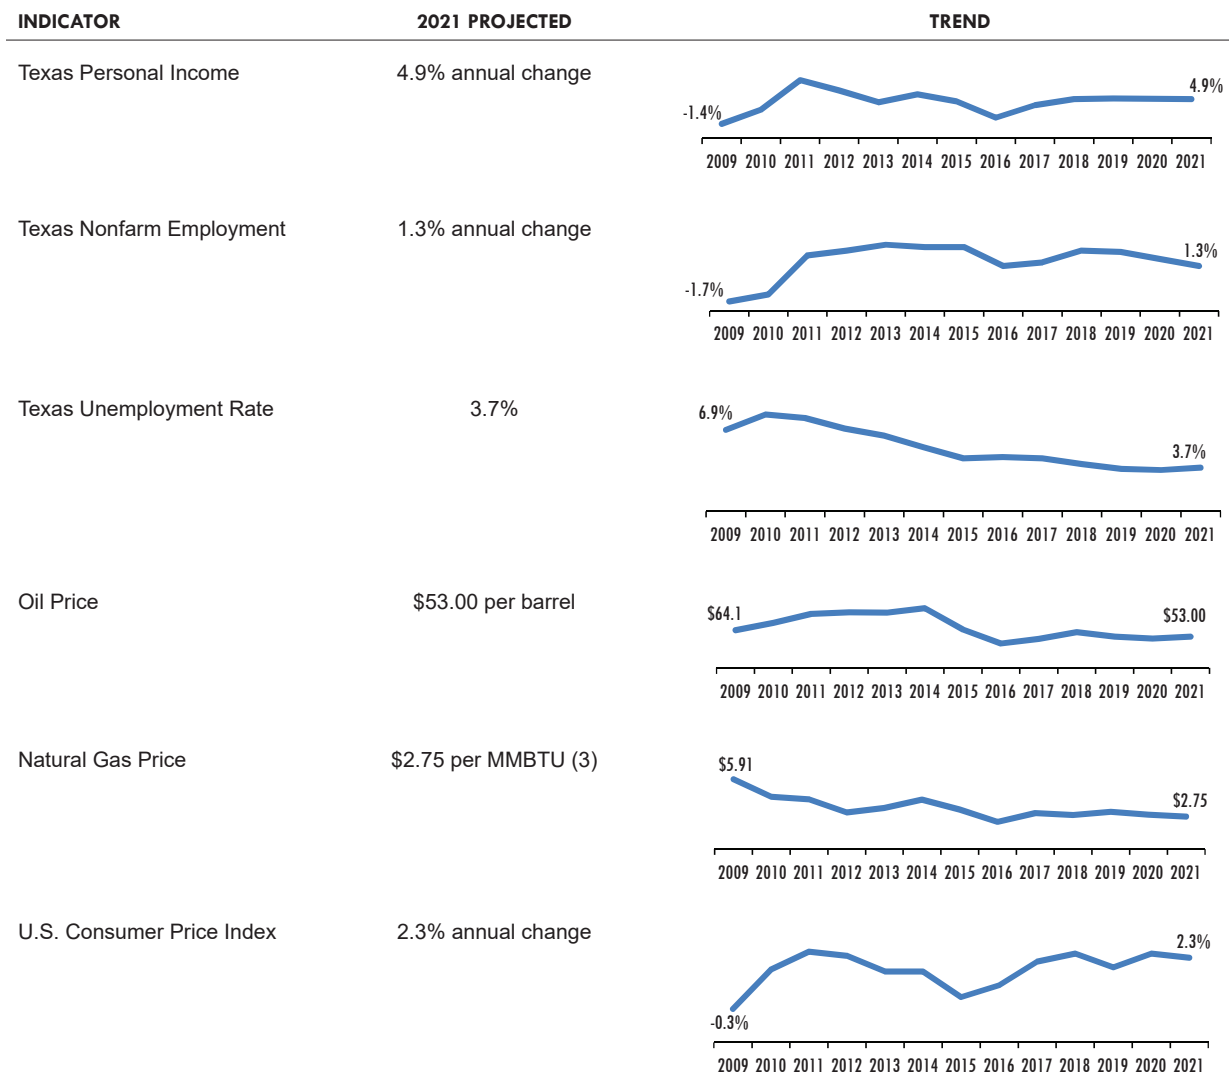 INDICATOR 2021 PROJECTED TREND
Texas Personal Income 4.9% annual change
-1.4% 4.9%
2009 2010 2011 2012 2013 2014 2015 2016 2017 2018 2019 2020 2021
Texas Nonfarm Employment 1.3% annual change
-1.7% 1.3%
2009 2010 2011 2012 2013 2014 2015 2016 2017 2018 2019 2020 2021
Texas Unemployment Rate 3.7%
6.9% 3.7%
2009 2010 2011 2012 2013 2014 2015 2016 2017 2018 2019 2020 2021
Oil Price $53.00 per barrel
$64.1 $53.00
2009 2010 2011 2012 2013 2014 2015 2016 2017 2018 2019 2020 2021
Natural Gas Price $2.75 per MMBTU (3)
$5.91 $2.75
2009 2010 2011 2012 2013 2014 2015 2016 2017 2018 2019 2020 2021
U.S. Consumer Price Index 2.3% annual change
2.3%
-0.3%
2009 2010 2011 2012 2013 2014 2015 2016 2017 2018 2019 2020 2021